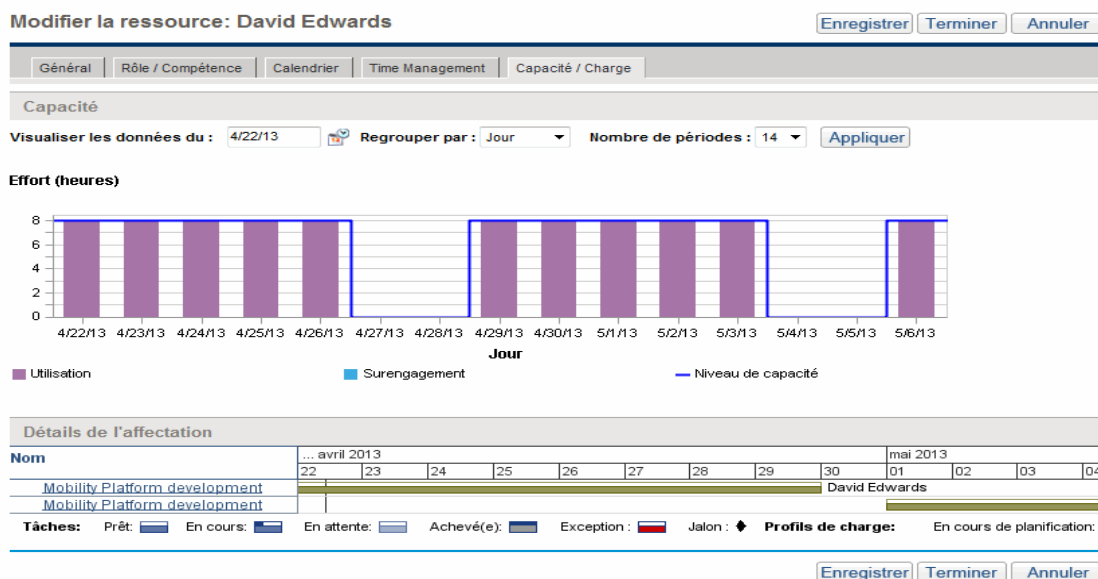 Modifier la ressource: David Edwards Enregistrer Terminer Annuler
Général Rôle / Compétence Calendrier Time Management Capacité / Charge
Capacité
Visualiser les données du : 4/22/13 Regrouper par : Jour Nombre de périodes : 14 Appliquer
Effort (heures)
8
6
4
2
0
4/22/13 4/23/13 4/24/13 4/25/13 4/26/13 4/27/13 4/28/13 4/29/13 4/30/13 5/1/13 5/2/13 5/3/13 5/4/13 5/5/13 5/6/13
Jour
Utilisation Surengagement Niveau de capacité
Détails de l'affectation
Nom ... avril 2013 mai 2013
22 23 24 25 26 27 28 29 30 01 02 03 04
Mobility Platform development David Edwards
Mobility Platform development
Tâches: Prêt: En cours: En attente: Achevé(e): Exception : Jalon : Profils de charge: En cours de planification:
Enregistrer Terminer Annuler